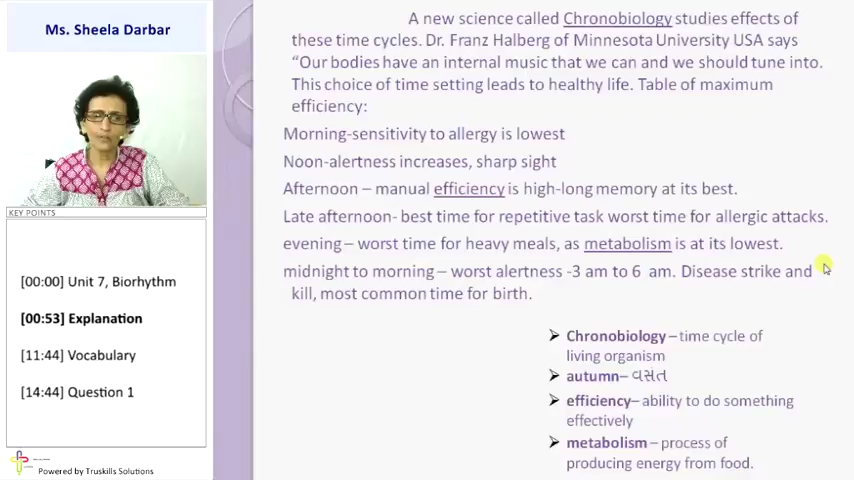 Ms. Sheela Darbar
KEY POINTS
[00:00] Unit 7, Biorhythm
[00:53] Explanation
[11:44] Vocabulary
[14:44] Question 1
Powered by Truskills Solutions
A new science called Chronobiology studies effects of
these time cycles. Dr. Franz Halberg of Minnesota University USA says
“Our bodies have an internal music that we can and we should tune into.
This choice of time setting leads to healthy life. Table of maximum
efficiency:
Morning-sensitivity to allergy is lowest
Noon-alertness increases, sharp sight
Afternoon – manual efficiency is high-long memory at its best.
Late afternoon- best time for repetitive task worst time for allergic attacks.
evening – worst time for heavy meals, as metabolism is at its lowest.
midnight to morning – worst alertness -3 am to 6 am. Disease strike and
kill, most common time for birth.
➢ Chronobiology – time cycle of
living organism
➢ autumn– વસંત
➢ efficiency– ability to do something
effectively
➢ metabolism – process of
producing energy from food.